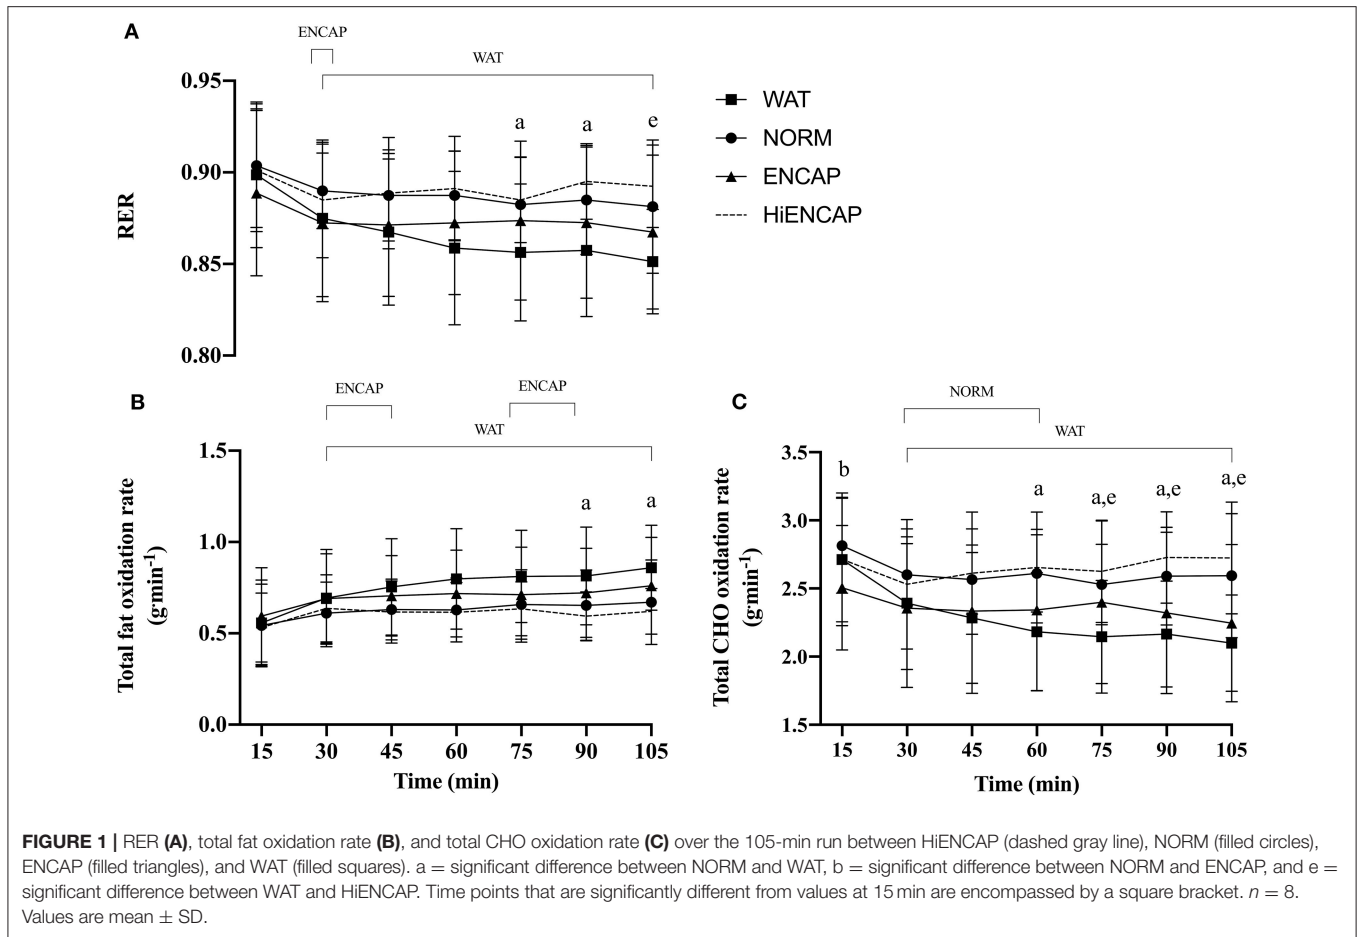 A
ENCAP
WAT
0.95
0.90
0.85
0.80
RER
a
a
e
WAT
NORM
ENCAP
HiENCAP
B
ENCAP
ENCAP
WAT
1.5
1.0
0.5
0.0
Total fat oxidation rate
(g·min-1)
a
a
15 30 45 60 75 90 105
Time (min)
C
NORM
WAT
3.5
3.0
2.5
2.0
1.5
Total CHO oxidation rate
(g·min-1)
b
a
a,e
a,e
a,e
15 30 45 60 75 90 105
Time (min)
FIGURE 1 | RER (A), total fat oxidation rate (B), and total CHO oxidation rate (C) over the 105-min run between HiENCAP (dashed gray line), NORM (filled circles),
ENCAP (filled triangles), and WAT (filled squares). a = significant difference between NORM and WAT, b = significant difference between NORM and ENCAP, and e =
significant difference between WAT and HiENCAP. Time points that are significantly different from values at 15 min are encompassed by a square bracket. n = 8.
Values are mean ± SD.